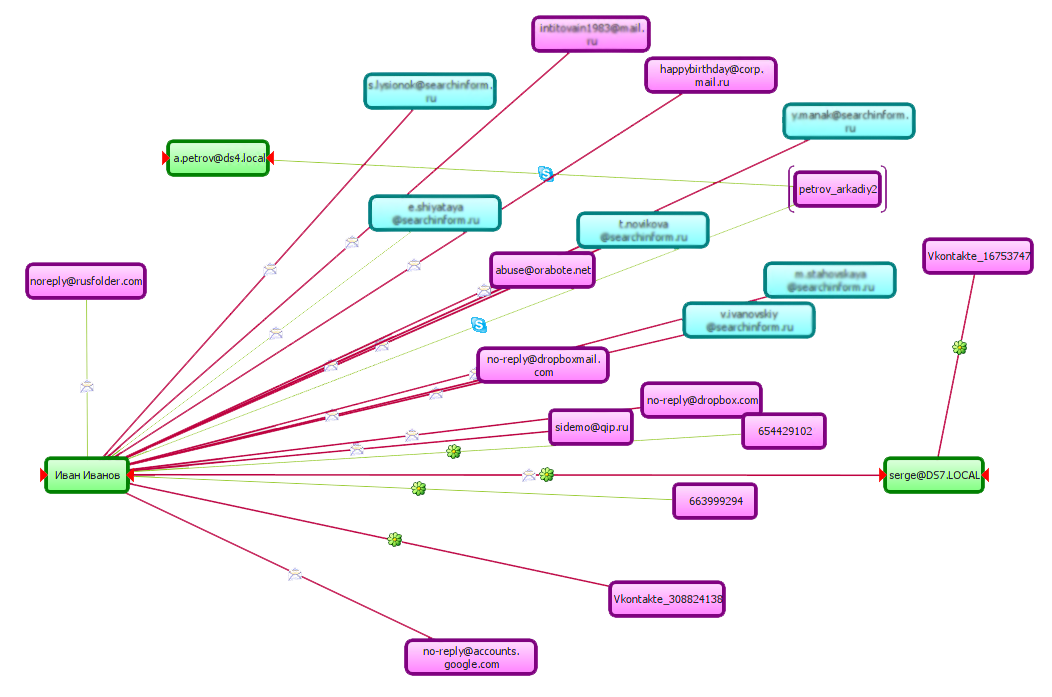 intitovain1983@mail.
ru
happybirthday@corp.
mail.ru
s.lysionok@searchinform.
ru
y.manak@searchinform.
ru
a.petrov@ds4.local
petrov_arkadiy2
e.shiyataya
@searchinform.ru
t.novikova
@searchinform.ru
abuse@orabote.net
Vkontakte_16753747
noreply@rusfolder.com
m.stahovskaya
@searchinform.ru
v.ivanovskiy
@searchinform.ru
no-reply@dropboxmail.
com
no-reply@dropbox.com
sidemo@qip.ru
654429102
Иван Иванов
serge@DS7.LOCAL
663999294
Vkontakte_308824138
no-reply@accounts.
google.com